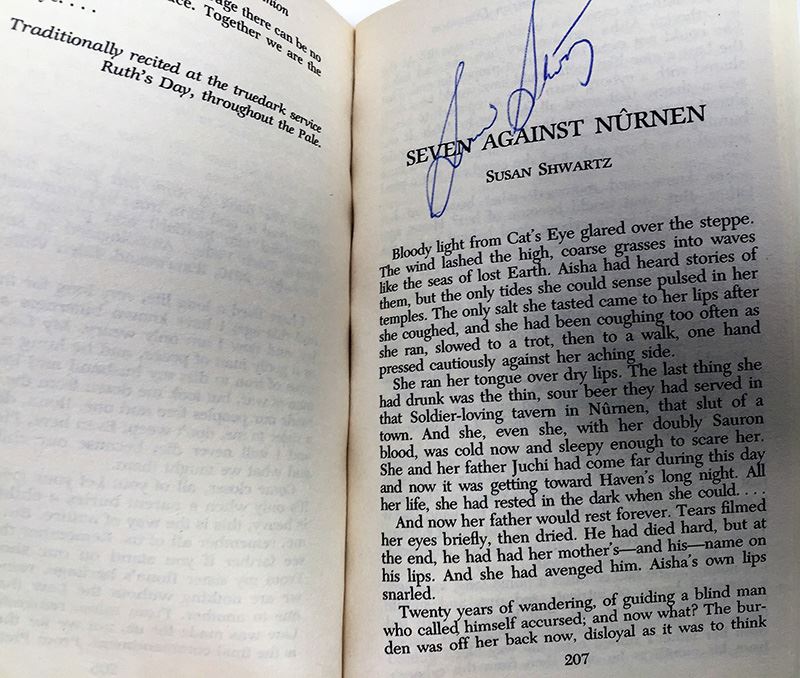 age there can be no
ce. Together we are the
Traditionally recited at the truedark service
Ruth's Day, throughout the Pale.
SEVEN AGAINST NÛRNEN
SUSAN SHWARTZ
Bloody light from Cat's Eye glared over the steppe.
The wind lashed the high, coarse grasses into waves
like the seas of lost Earth. Aisha had heard stories of
them, but the only tides she could sense pulsed in her
temples. The only salt she tasted came to her lips after
she coughed, and she had been coughing too often as
she ran, slowed to a trot, then to a walk, one hand
pressed cautiously against her aching side.
She ran her tongue over dry lips. The last thing she
had drunk was the thin, sour beer they had served in
that Soldier-loving tavern in Nûrnen, that slut of a
town. And she, even she, with her doubly Sauron
blood, was cold now and sleepy enough to scare her.
She and her father Juchi had come far during this day
and now it was getting toward Haven's long night. All
her life, she had rested in the dark when she could. . . .
And now her father would rest forever. Tears filmed
her eyes briefly, then dried. He had died hard, but at
the end, he had had her mother's—and his—name on
his lips. And she had avenged him. Aisha's own lips
snarled.
Twenty years of wandering, of guiding a blind man
who called himself accursed; and now what? The bur-
den was off her back now, disloyal as it was to think
207